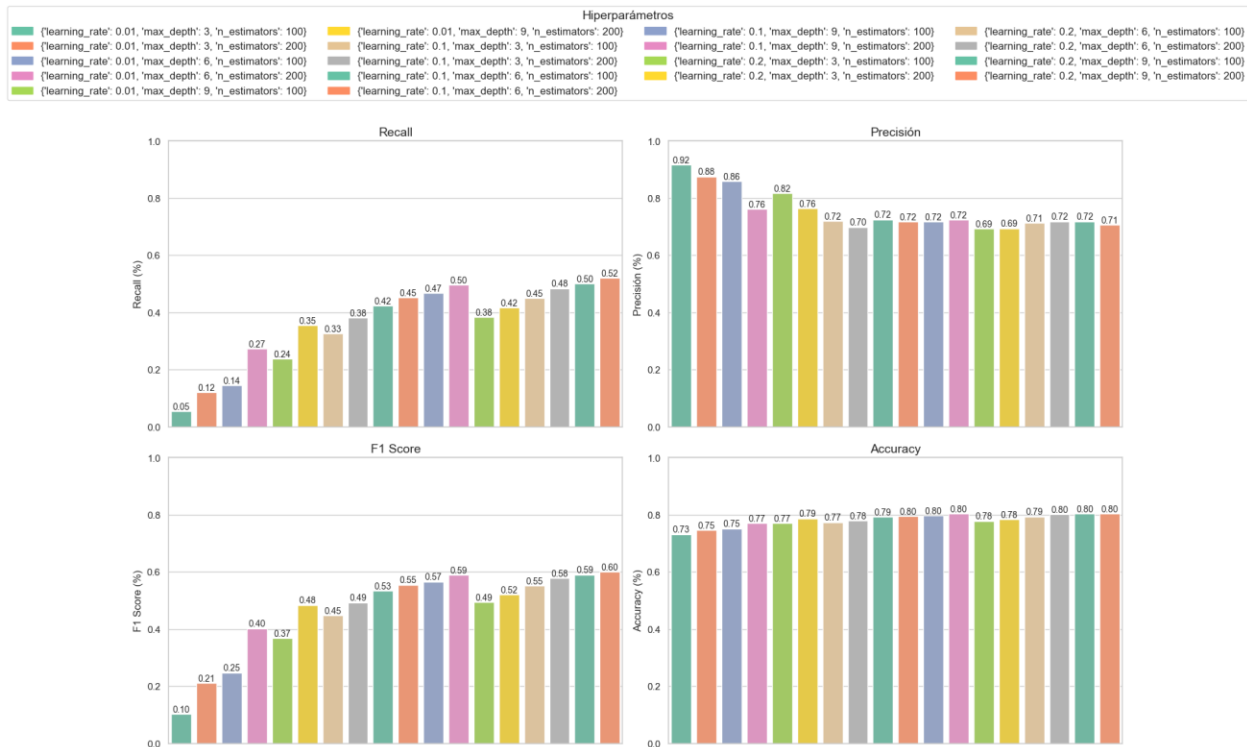 Hiperparámetros
{'learning_rate': 0.01, 'max_depth': 3, 'n_estimators': 100}
{'learning_rate': 0.01, 'max_depth': 3, 'n_estimators': 200}
{'learning_rate': 0.01, 'max_depth': 6, 'n_estimators': 100}
{'learning_rate': 0.01, 'max_depth': 6, 'n_estimators': 200}
{'learning_rate': 0.01, 'max_depth': 9, 'n_estimators': 100}
{'learning_rate': 0.01, 'max_depth': 9, 'n_estimators': 200}
{'learning_rate': 0.1, 'max_depth': 3, 'n_estimators': 100}
{'learning_rate': 0.1, 'max_depth': 3, 'n_estimators': 200}
{'learning_rate': 0.1, 'max_depth': 6, 'n_estimators': 100}
{'learning_rate': 0.1, 'max_depth': 6, 'n_estimators': 200}
{'learning_rate': 0.1, 'max_depth': 9, 'n_estimators': 100}
{'learning_rate': 0.1, 'max_depth': 9, 'n_estimators': 200}
{'learning_rate': 0.2, 'max_depth': 3, 'n_estimators': 100}
{'learning_rate': 0.2, 'max_depth': 3, 'n_estimators': 200}
{'learning_rate': 0.2, 'max_depth': 6, 'n_estimators': 100}
{'learning_rate': 0.2, 'max_depth': 6, 'n_estimators': 200}
{'learning_rate': 0.2, 'max_depth': 9, 'n_estimators': 100}
{'learning_rate': 0.2, 'max_depth': 9, 'n_estimators': 200}
Recall
Recall (%)
1.0
0.8
0.6
0.4
0.2
0.0
0.05 0.12 0.14 0.27 0.24 0.35 0.33 0.38 0.42 0.45 0.47 0.50 0.38 0.42 0.45 0.48 0.50 0.52
Precisión
Precisión (%)
1.0
0.8
0.6
0.4
0.2
0.0
0.92 0.88 0.86 0.76 0.82 0.76 0.72 0.70 0.72 0.72 0.72 0.72 0.69 0.69 0.71 0.72 0.72 0.71
F1 Score
F1 Score (%)
1.0
0.8
0.6
0.4
0.2
0.0
0.10 0.21 0.25 0.40 0.37 0.48 0.45 0.49 0.53 0.55 0.57 0.59 0.49 0.52 0.55 0.58 0.59 0.60
Accuracy
Accuracy (%)
1.0
0.8
0.6
0.4
0.2
0.0
0.73 0.75 0.75 0.77 0.77 0.79 0.77 0.78 0.79 0.80 0.80 0.80 0.78 0.78 0.79 0.80 0.80 0.80